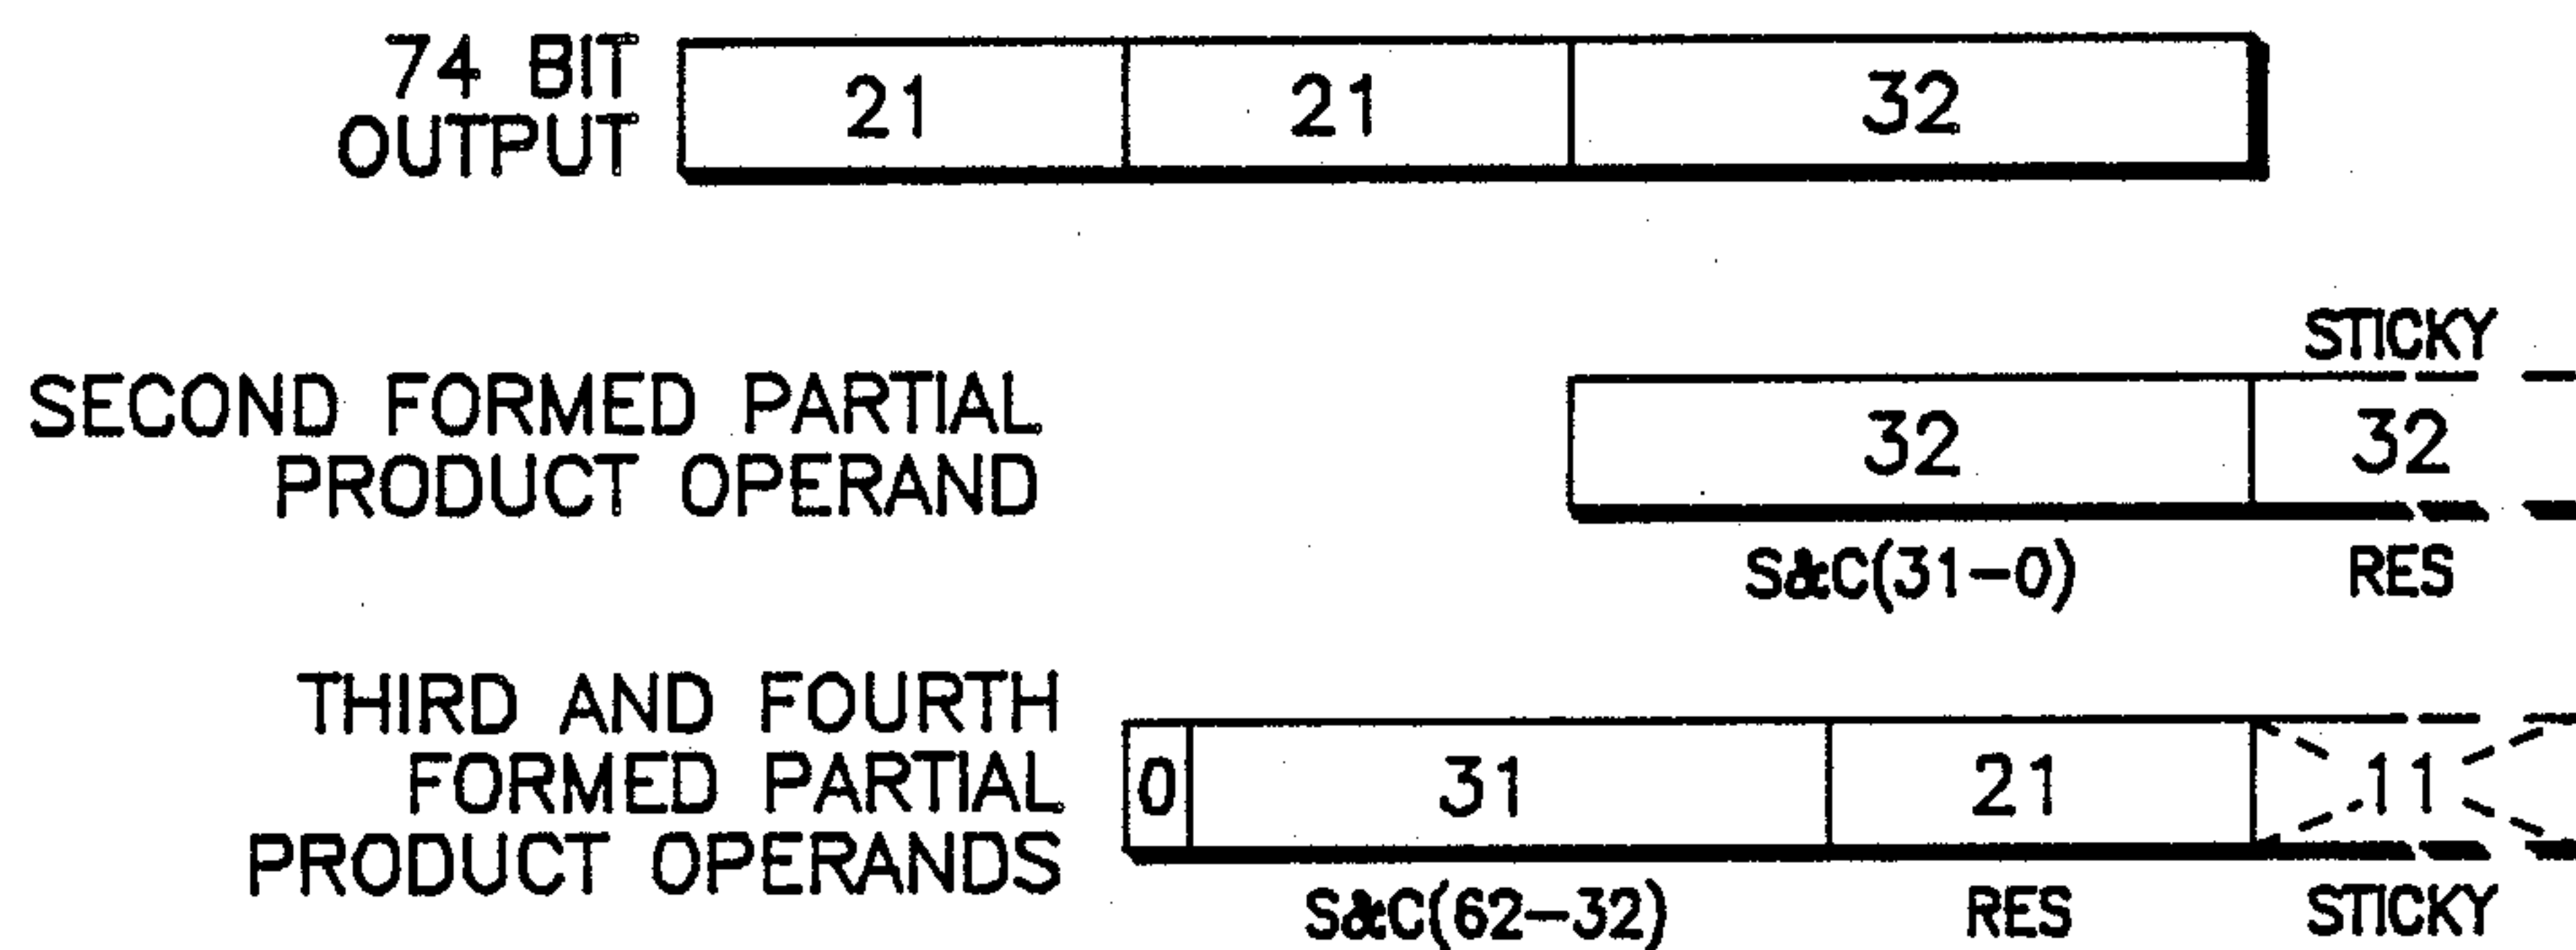 74 BIT
OUTPUT
21 21 32
STICKY
SECOND FORMED PARTIAL
PRODUCT OPERAND
32 32
S&C(31-0) RES
THIRD AND FOURTH
FORMED PARTIAL
PRODUCT OPERANDS
0 31 21 11
S&C(62-32) RES STICKY